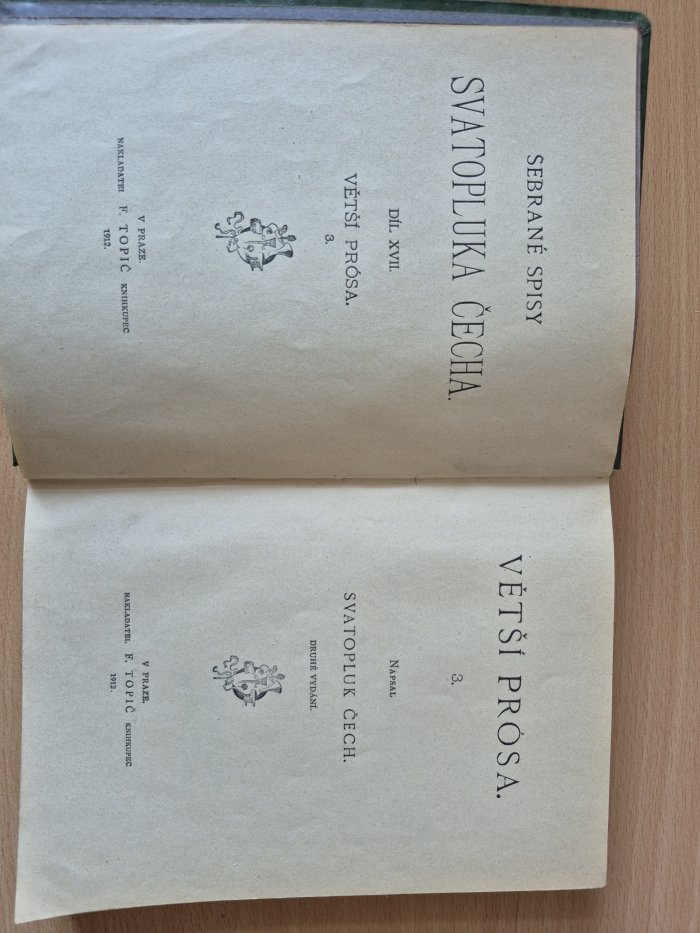 SEBRANÉ SPISY
SVATOPLUKA ČECHA.
DÍL XVII.
VĚTŠÍ PRÓSA.
3.
V PRAZE.
NAKLADATEL F. TOPIČ KNIHKUPEC
1912.
VĚTŠÍ PRÓSA.
3.
NAPSAL
SVATOPLUK ČECH.
DRUHÉ VYDÁNÍ.
V PRAZE.
NAKLADATEL F. TOPIČ KNIHKUPEC
1912.